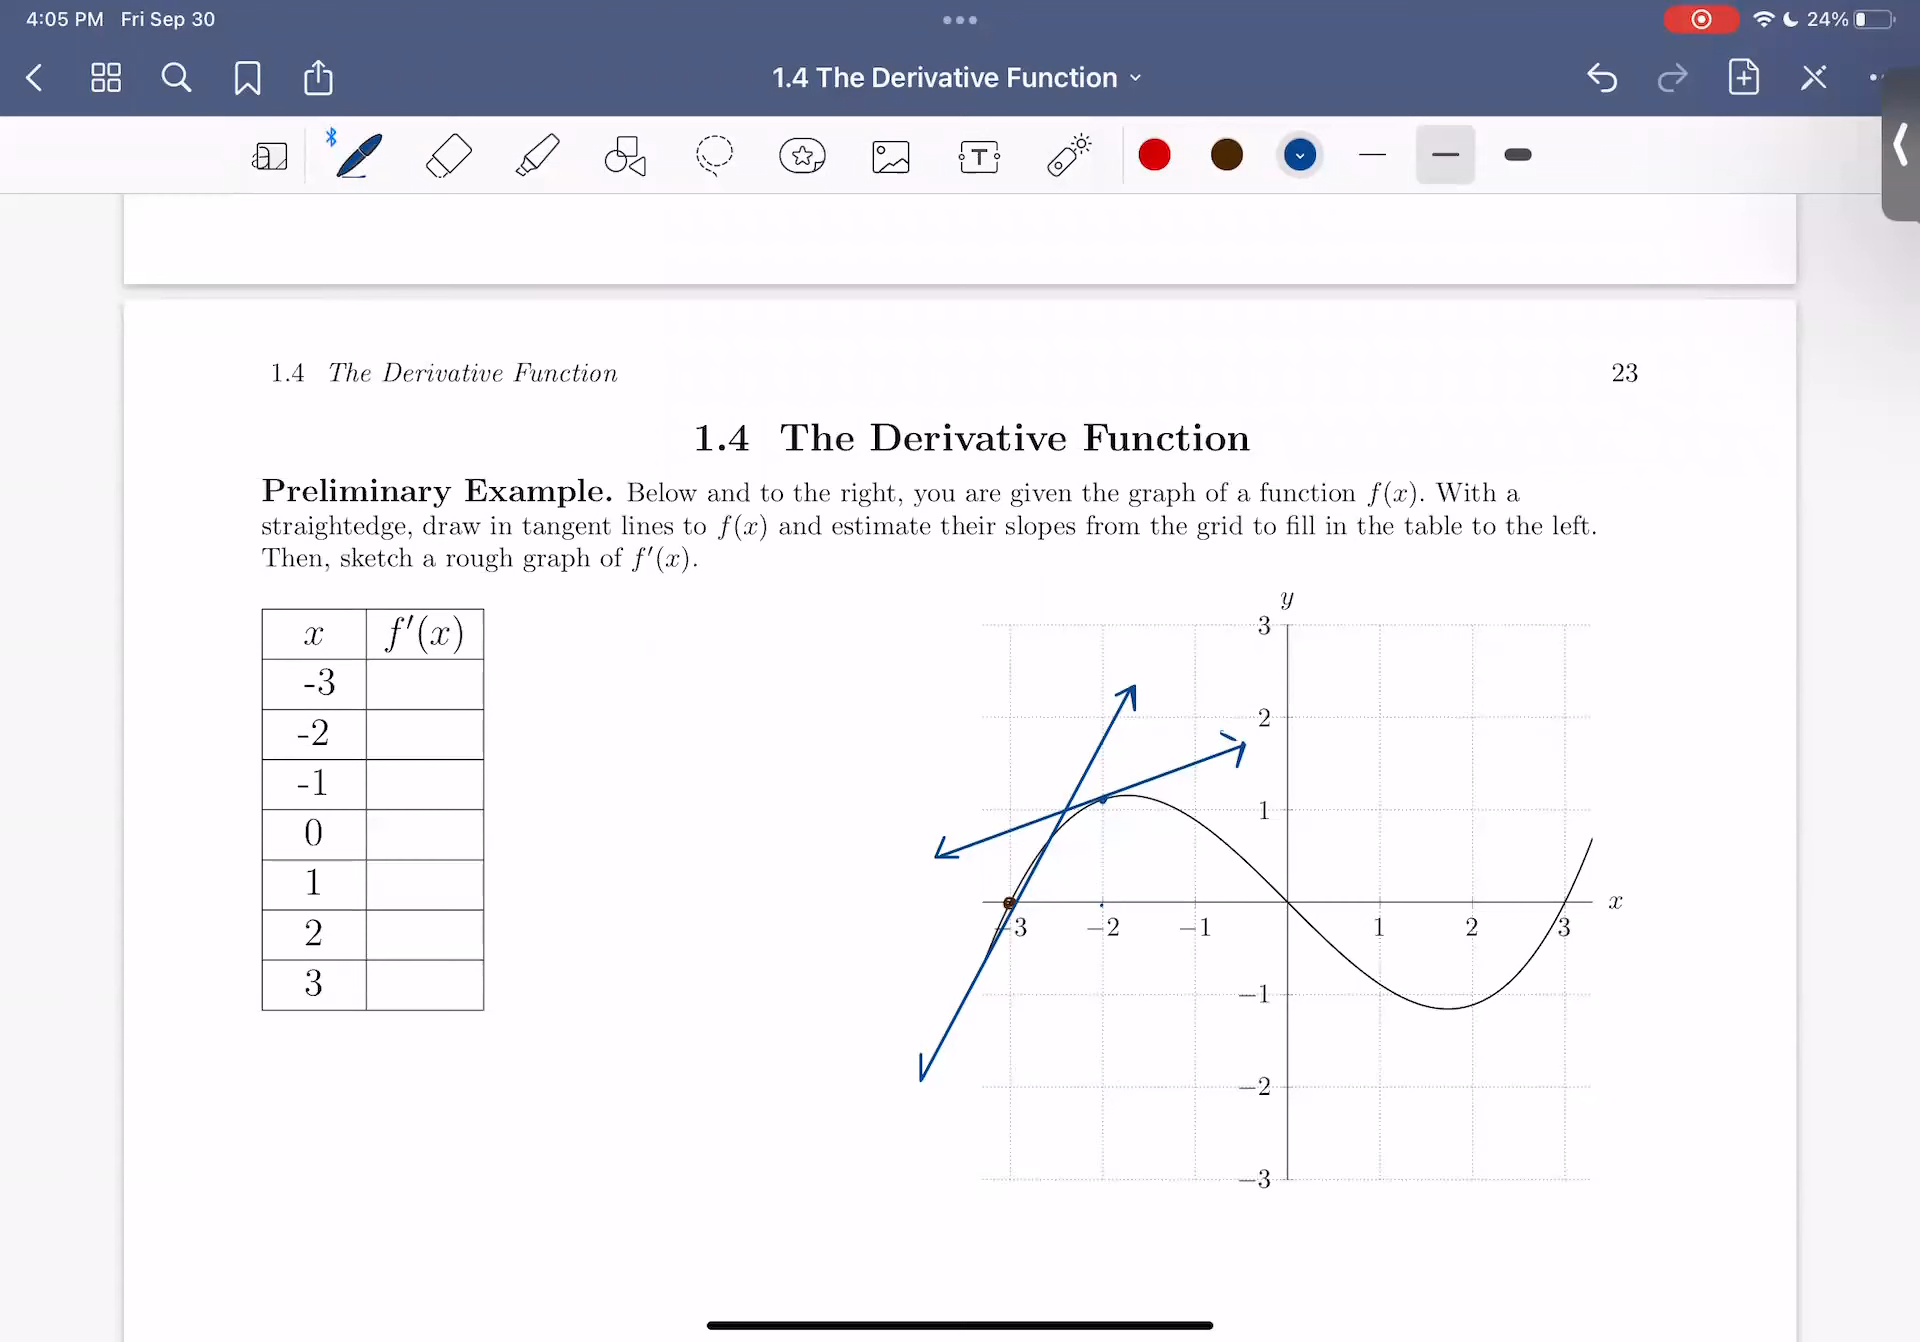 4:05 PM Fri Sep 30
24%
1.4 The Derivative Function
1.4 The Derivative Function 23
1.4 The Derivative Function
Preliminary Example. Below and to the right, you are given the graph of a function f(x). With a
straightedge, draw in tangent lines to f(x) and estimate their slopes from the grid to fill in the table to the left.
Then, sketch a rough graph of f′(x).
x f′(x)
-3
-2
-1
0
1
2
3
y
3
2
1
x
−3 −2 −1 1 2 3
−1
−2
−3